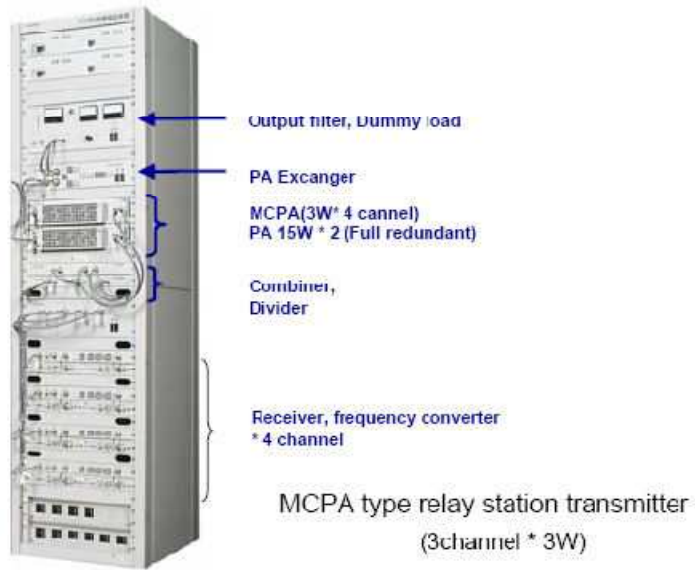 Output filter, Dummy load
PA Excanger
MCPA(3W* 4 cannel)
PA 15W * 2 (Full redundant)
Combiner,
Divider
Receiver, frequency converter
* 4 channel
MCPA type relay station transmitter
(3channel * 3W)